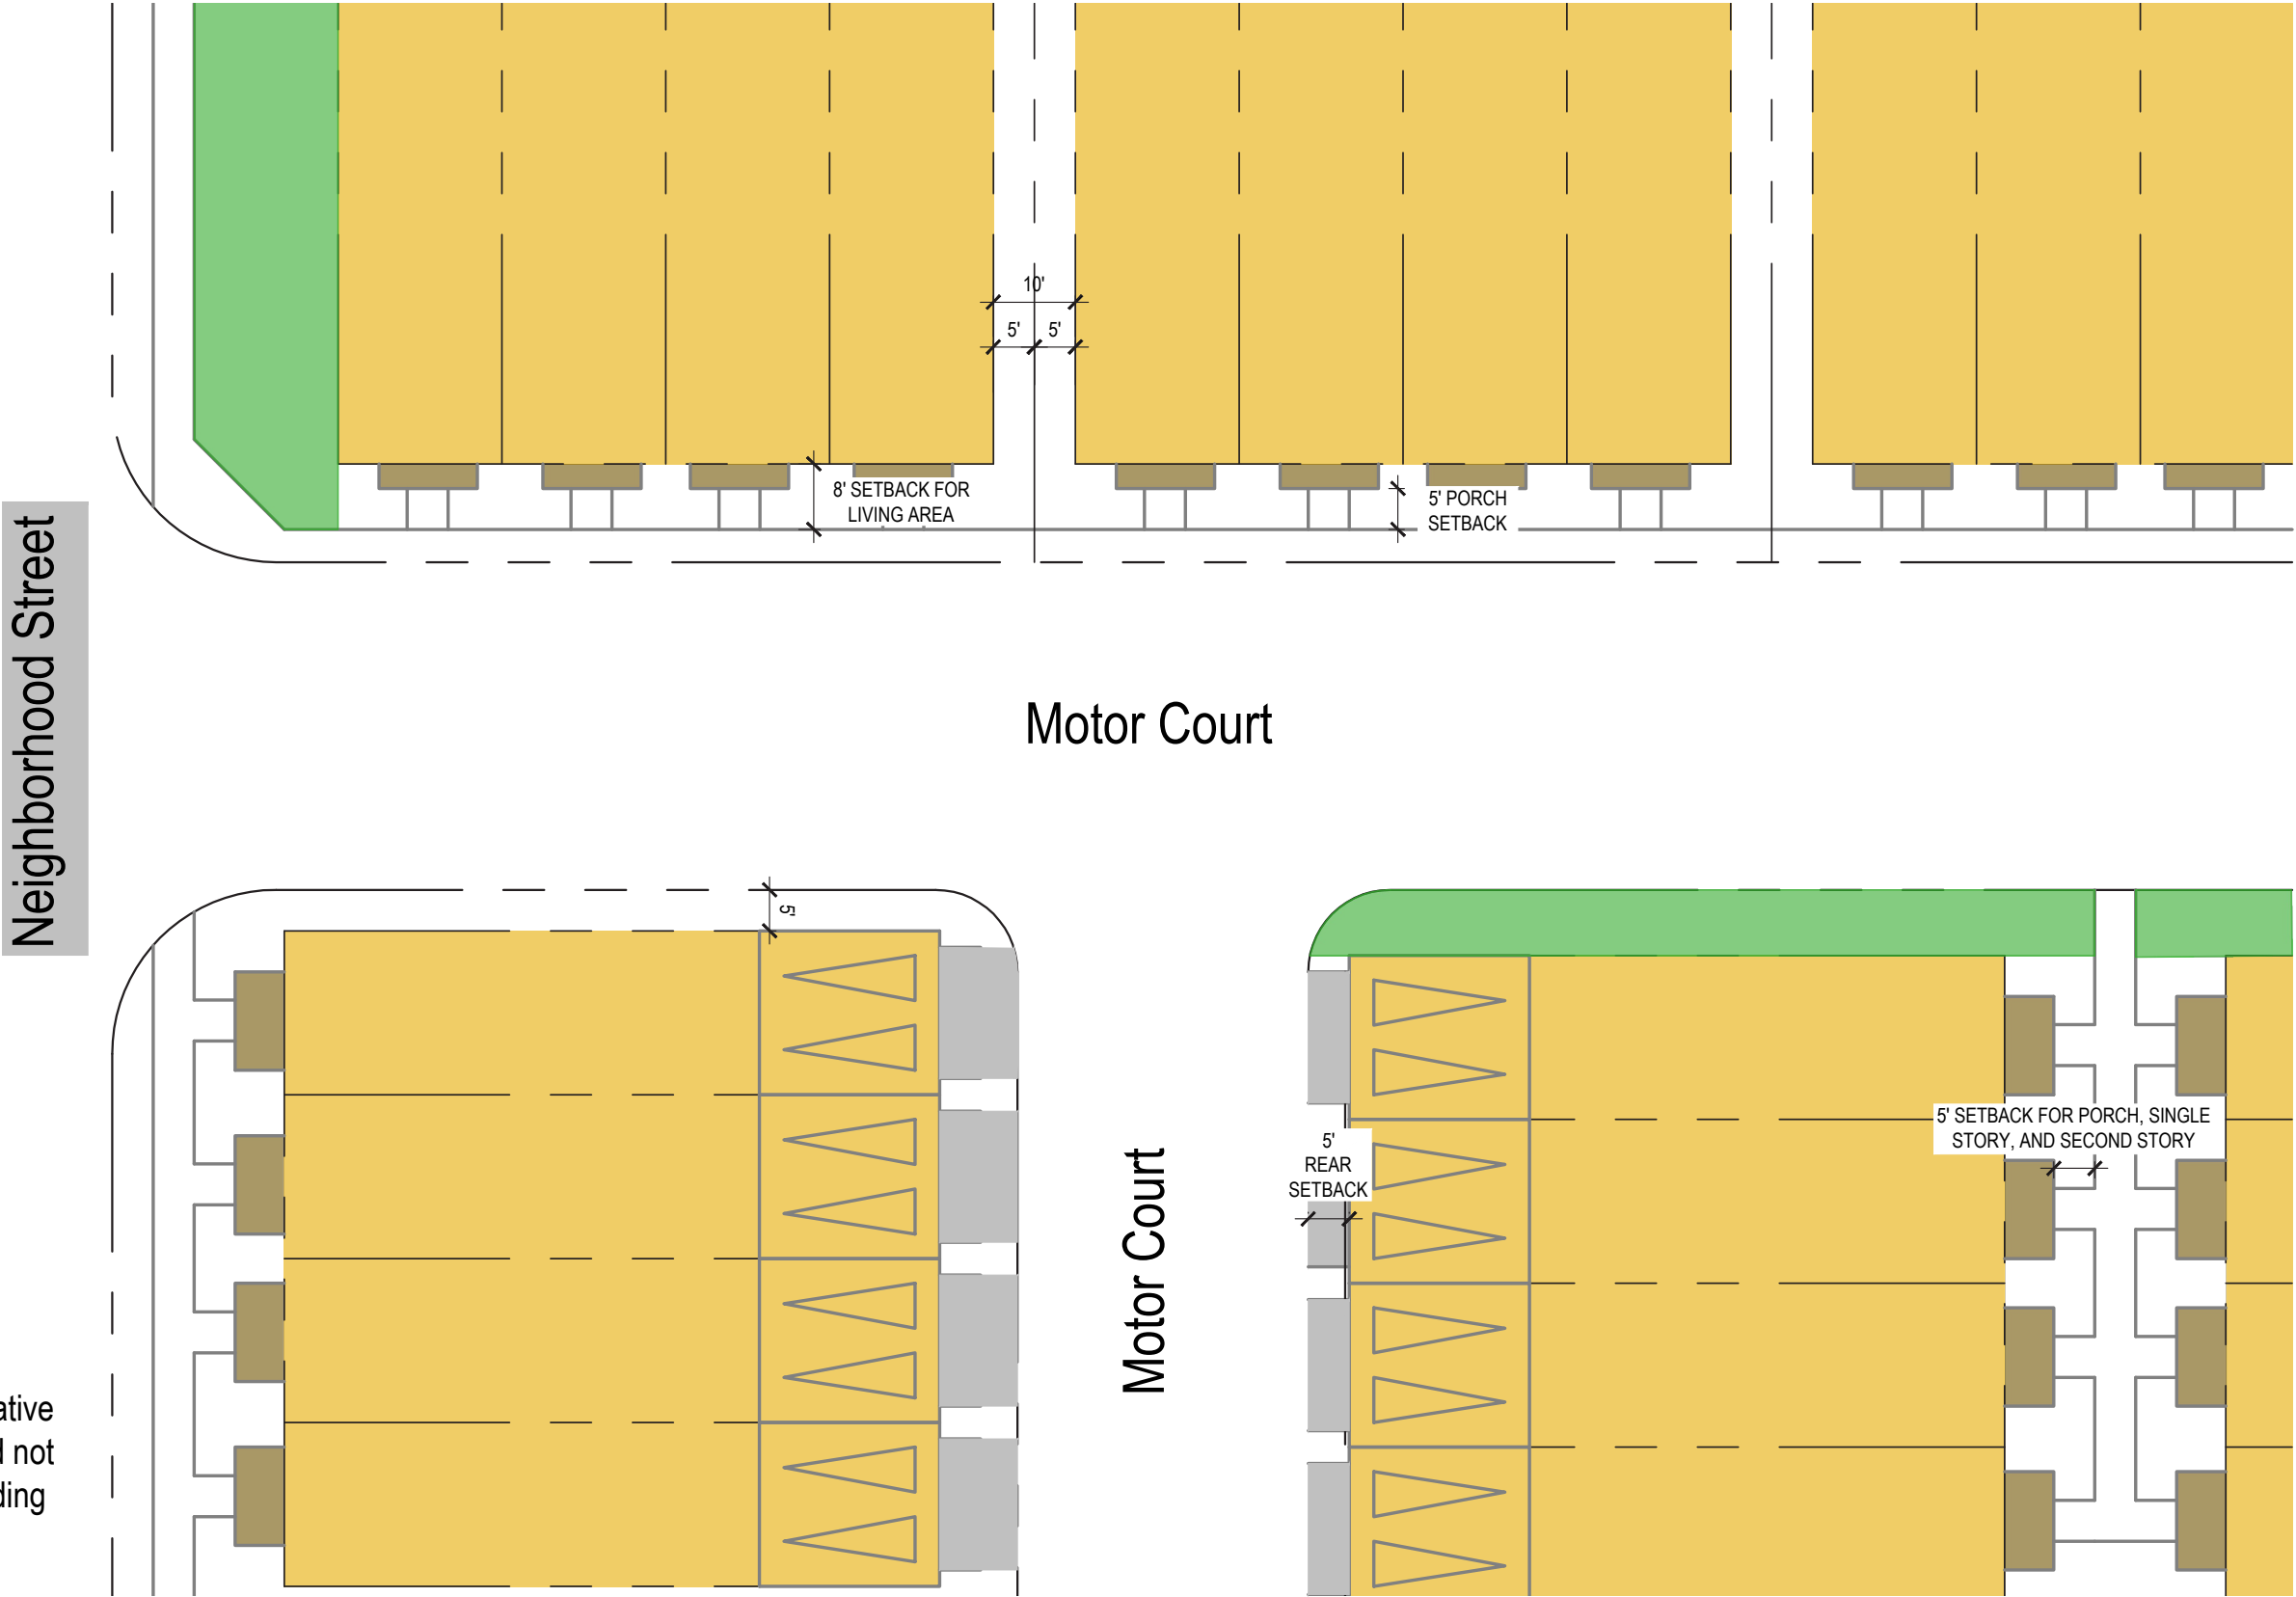 10'
5' 5'
8' SETBACK FOR
LIVING AREA
5' PORCH
SETBACK
Neighborhood Street
Motor Court
5'
5' SETBACK FOR PORCH, SINGLE
STORY, AND SECOND STORY
5'
REAR
SETBACK
Motor Court
ative
not
ding